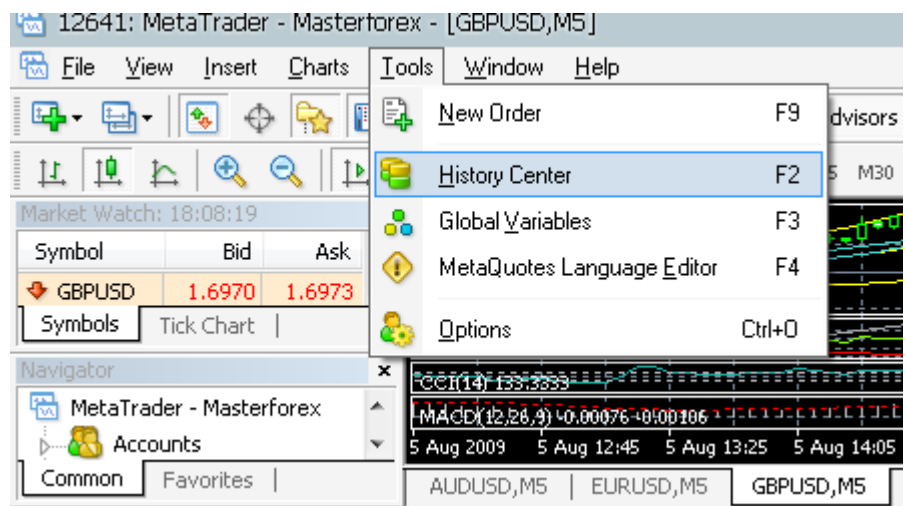 12641: MetaTrader - Masterforex - [GBPUSD,M5]
File View Insert Charts Tools Window Help
New Order F9
dvisors
History Center F2
5 M30
Market Watch: 18:08:19
Global Variables F3
Symbol Bid Ask
MetaQuotes Language Editor F4
GBPUSD 1.6970 1.6973
Symbols Tick Chart
Options Ctrl+O
Navigator x
CCI(14) 133.3333
MetaTrader - Masterforex
MACD(12,26,9) -0.00076 -0.00106
Accounts
5 Aug 2009 5 Aug 12:45 5 Aug 13:25 5 Aug 14:05
Common Favorites
AUDUSD,M5 EURUSD,M5 GBPUSD,M5